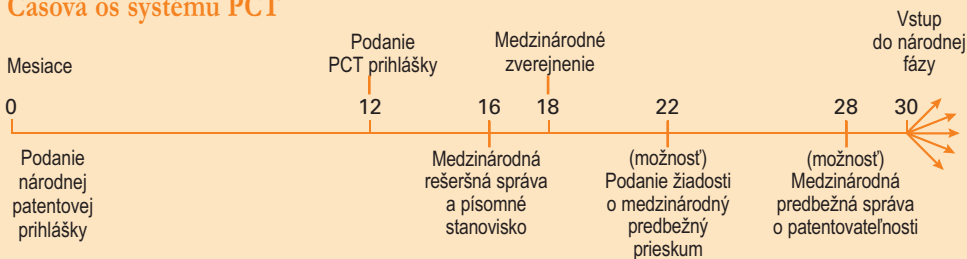 Časová os systému PCT
Mesiace
Podanie
PCT prihlášky
Medzinárodné
zverejnenie
Vstup
do národnej
fázy
0
12
16
18
22
28
30
Podanie
národnej
patentovej
prihlášky
Medzinárodná
rešeršná správa
a písomné
stanovisko
(možnosť)
Podanie žiadosti
o medzinárodný
predbežný
prieskum
(možnosť)
Medzinárodná
predbežná správa
o patentovateľnosti